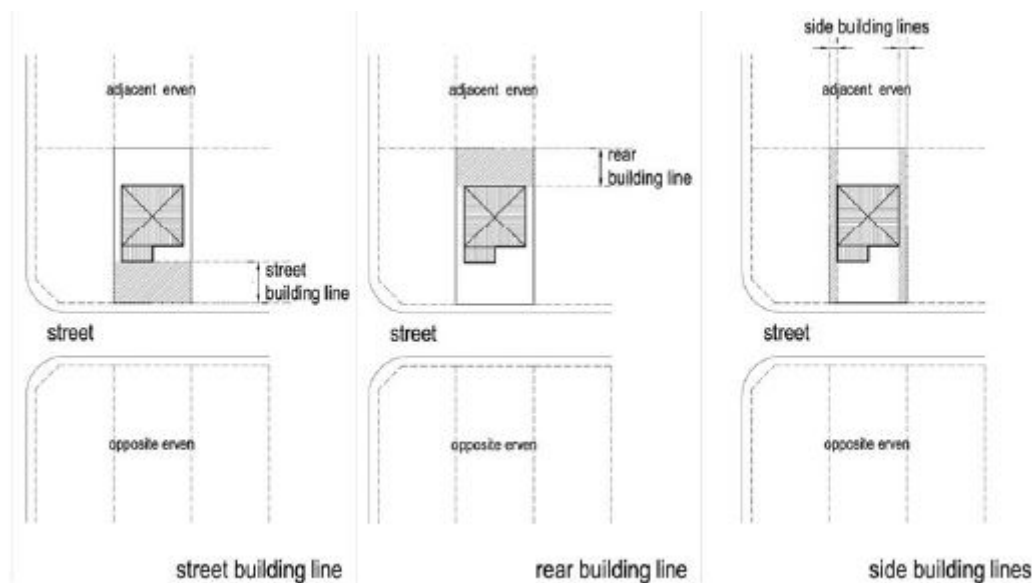 adjacent erven
street
building line
street
opposite erven
street building line
adjacent erven
rear
building line
street
opposite erven
rear building line
side building lines
adjacent erven
street
opposite erven
side building lines